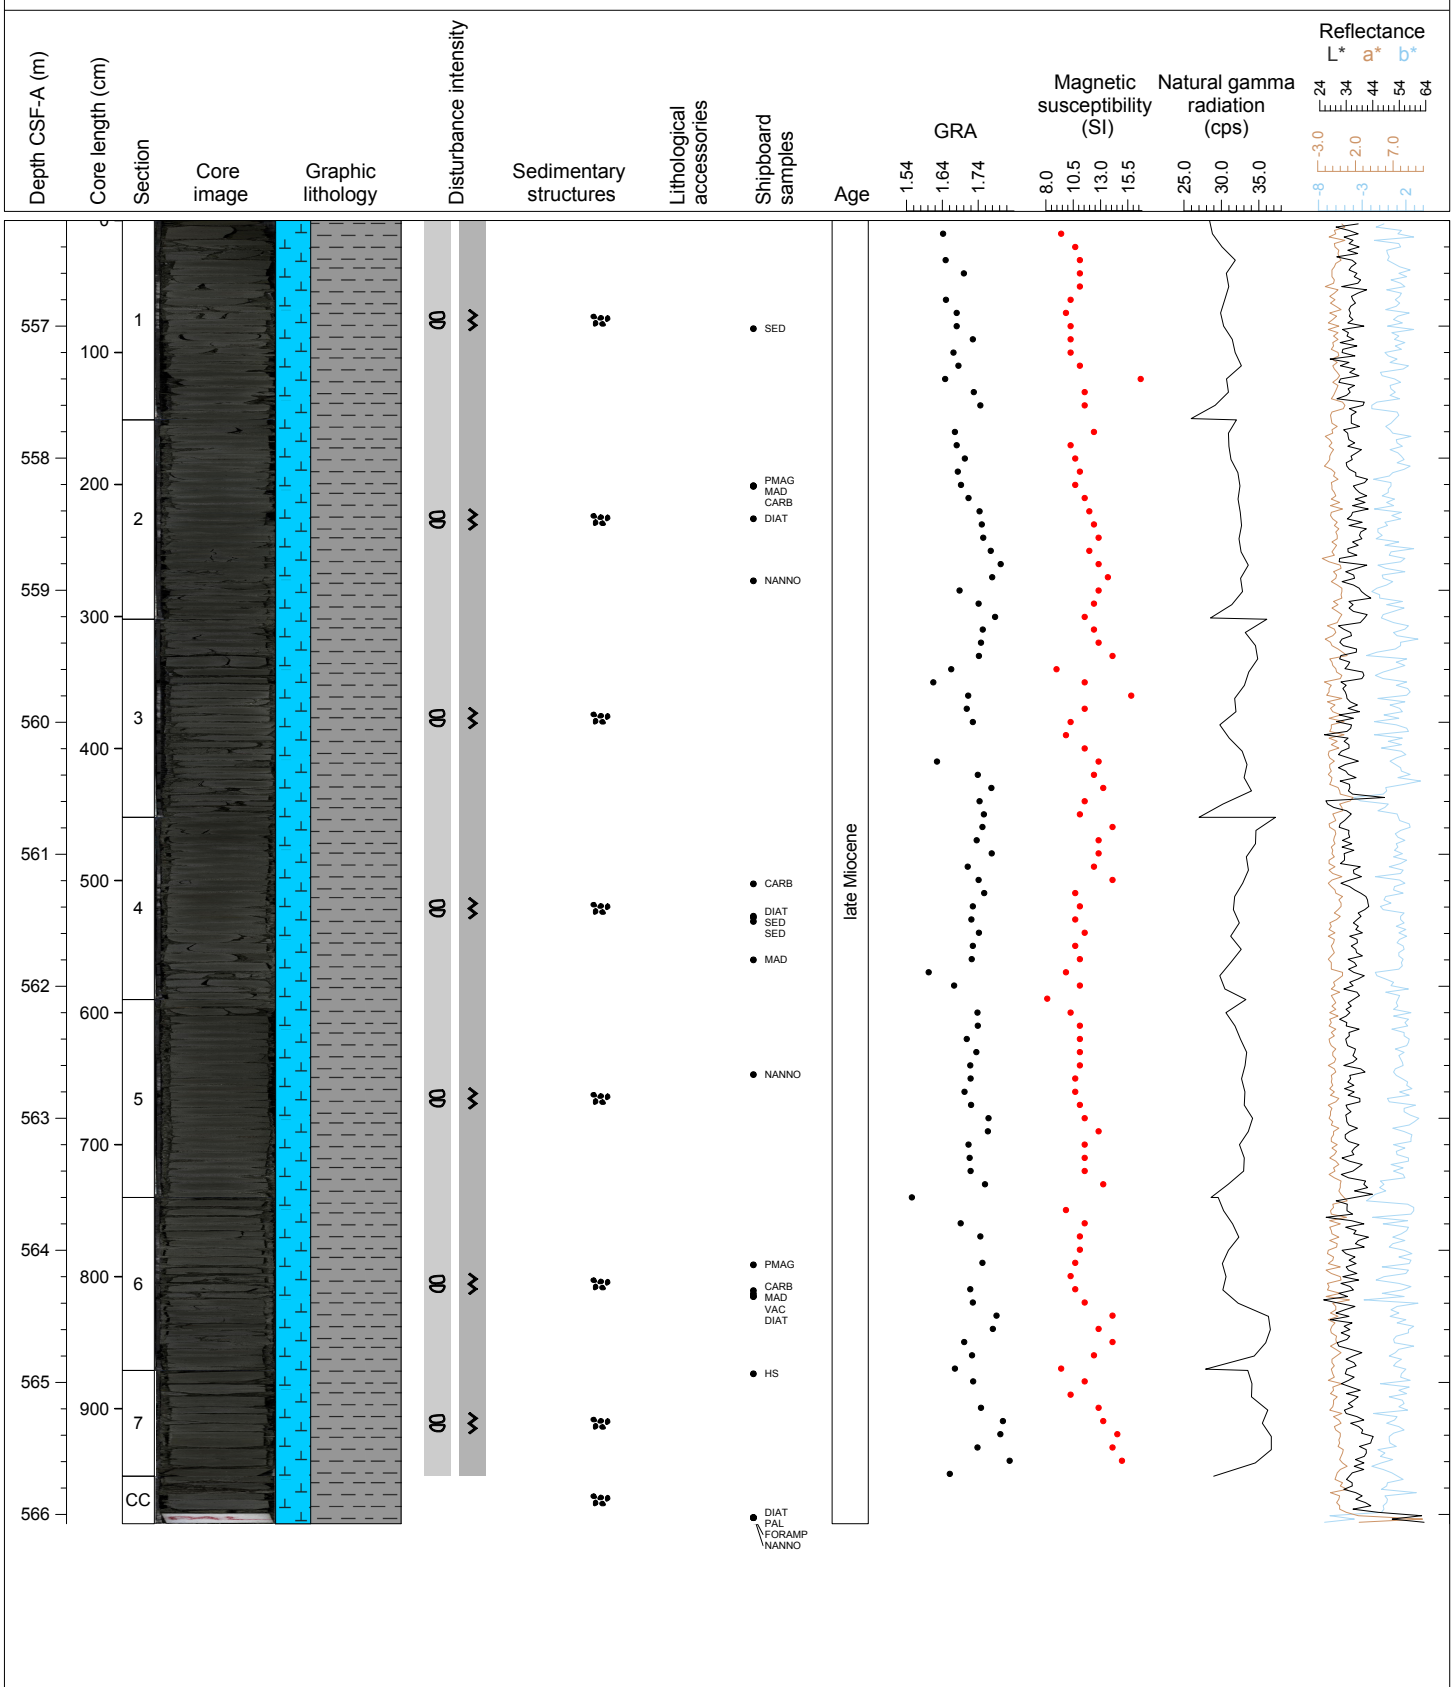 Depth CSF-A (m)
Core length (cm)
Section
Core
image
Graphic
lithology
Disturbance intensity
Sedimentary
structures
Lithological
accessories
Shipboard
samples
Age
GRA
1.54
1.64
1.74
Magnetic
susceptibility
(SI)
8.0
10.5
13.0
15.5
Natural gamma
radiation
(cps)
25.0
30.0
35.0
Reflectance
L* a* b*
24
34
44
54
64
-3.0
2.0
7.0
-8
-3
2
0
1
557
SED
100
558
200
PMAG
MAD
CARB
2
DIAT
NANNO
559
300
3
560
400
561
500
CARB
4
DIAT
SED
SED
MAD
562
600
NANNO
5
563
700
564
PMAG
800
6
CARB
MAD
VAC
DIAT
HS
565
900
7
CC
566
DIAT
PAL
FORAMP
NANNO
late Miocene